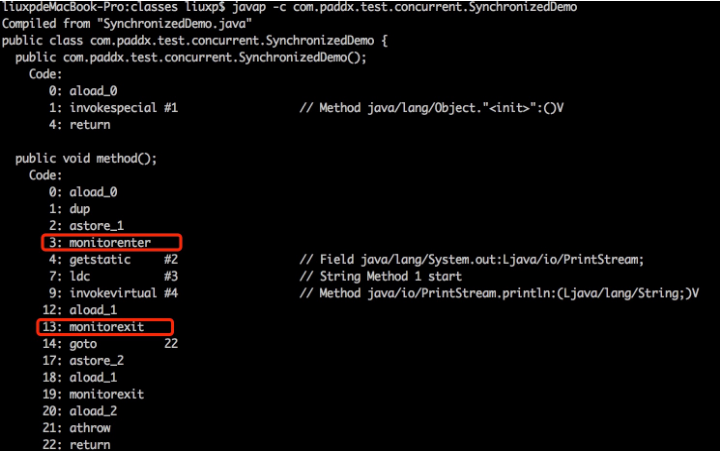 liuxpdeMacBook-Pro:classes liuxp$ javap -c com.paddx.test.concurrent.SynchronizedDemo
Compiled from "SynchronizedDemo.java"
public class com.paddx.test.concurrent.SynchronizedDemo {
  public com.paddx.test.concurrent.SynchronizedDemo();
    Code:
       0: aload_0
       1: invokespecial #1                  // Method java/lang/Object."<init>":()V
       4: return

  public void method();
    Code:
       0: aload_0
       1: dup
       2: astore_1
       3: monitorenter
       4: getstatic     #2                  // Field java/lang/System.out:Ljava/io/PrintStream;
       7: ldc           #3                  // String Method 1 start
       9: invokevirtual #4                  // Method java/io/PrintStream.println:(Ljava/lang/String;)V
      12: aload_1
      13: monitorexit
      14: goto          22
      17: astore_2
      18: aload_1
      19: monitorexit
      20: aload_2
      21: athrow
      22: return